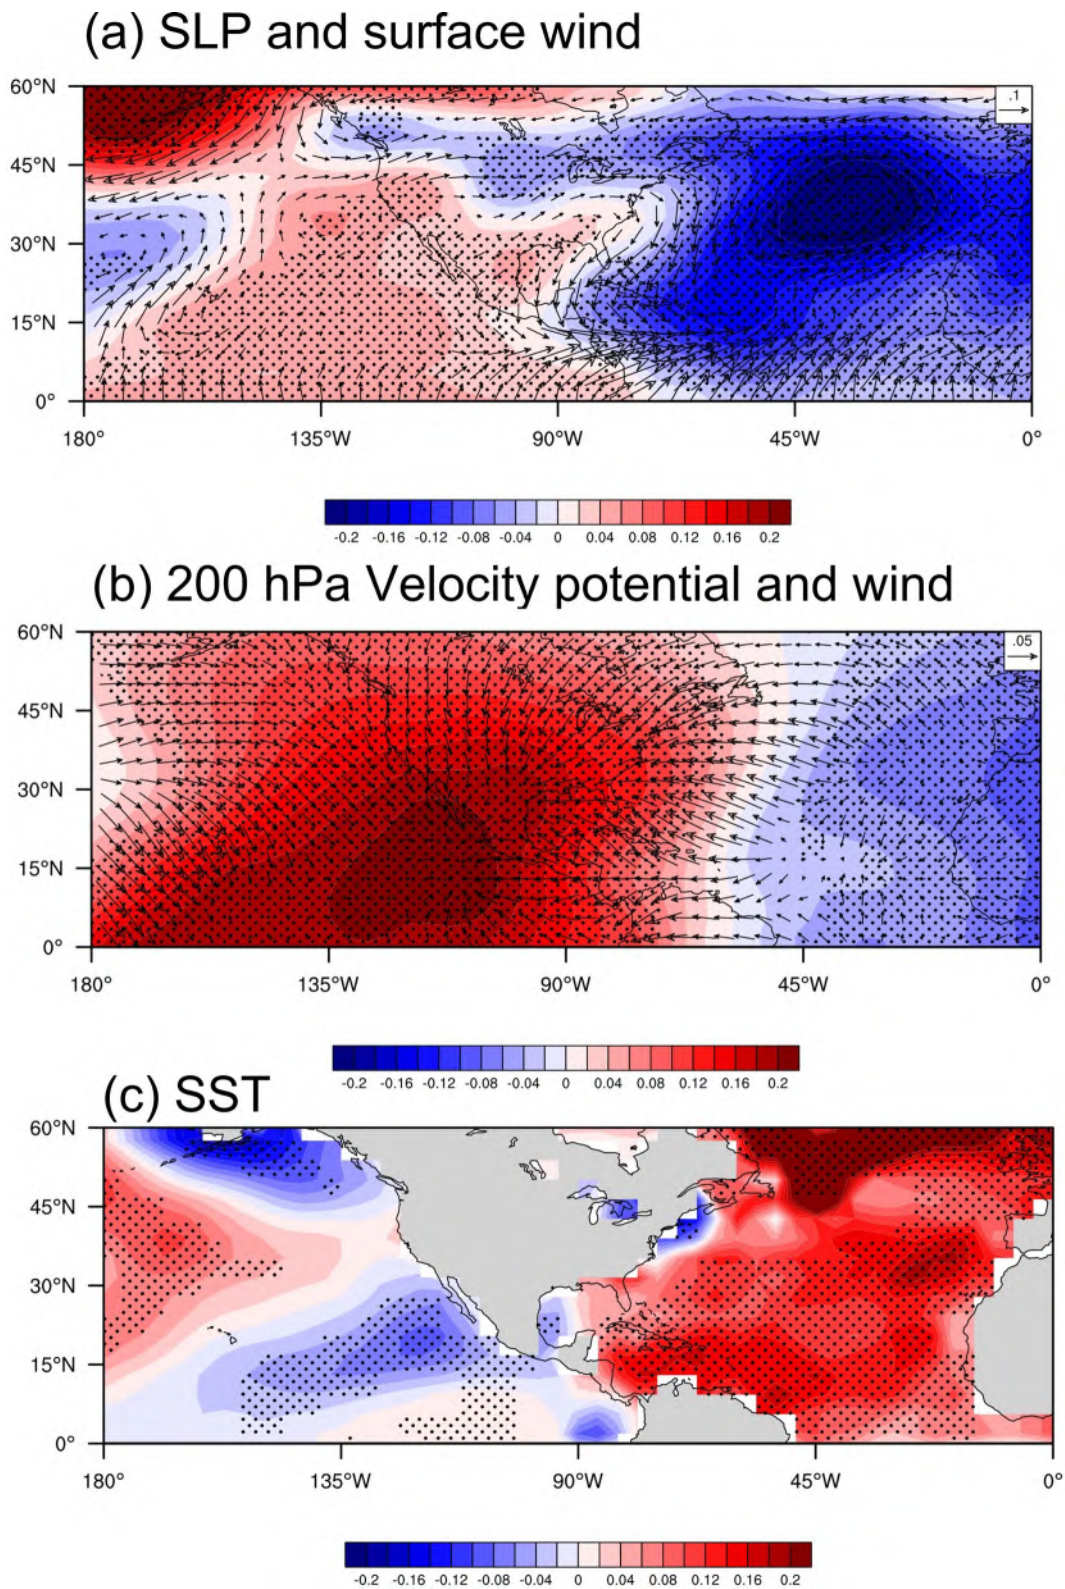 (a) SLP and surface wind
60°N
45°N
30°N
15°N
0°
.1
180° 135°W 90°W 45°W 0°
-0.2 -0.16 -0.12 -0.08 -0.04 0 0.04 0.08 0.12 0.16 0.2
(b) 200 hPa Velocity potential and wind
60°N
45°N
30°N
15°N
0°
.05
180° 135°W 90°W 45°W 0°
-0.2 -0.16 -0.12 -0.08 -0.04 0 0.04 0.08 0.12 0.16 0.2
(c) SST
60°N
45°N
30°N
15°N
0°
180° 135°W 90°W 45°W 0°
-0.2 -0.16 -0.12 -0.08 -0.04 0 0.04 0.08 0.12 0.16 0.2